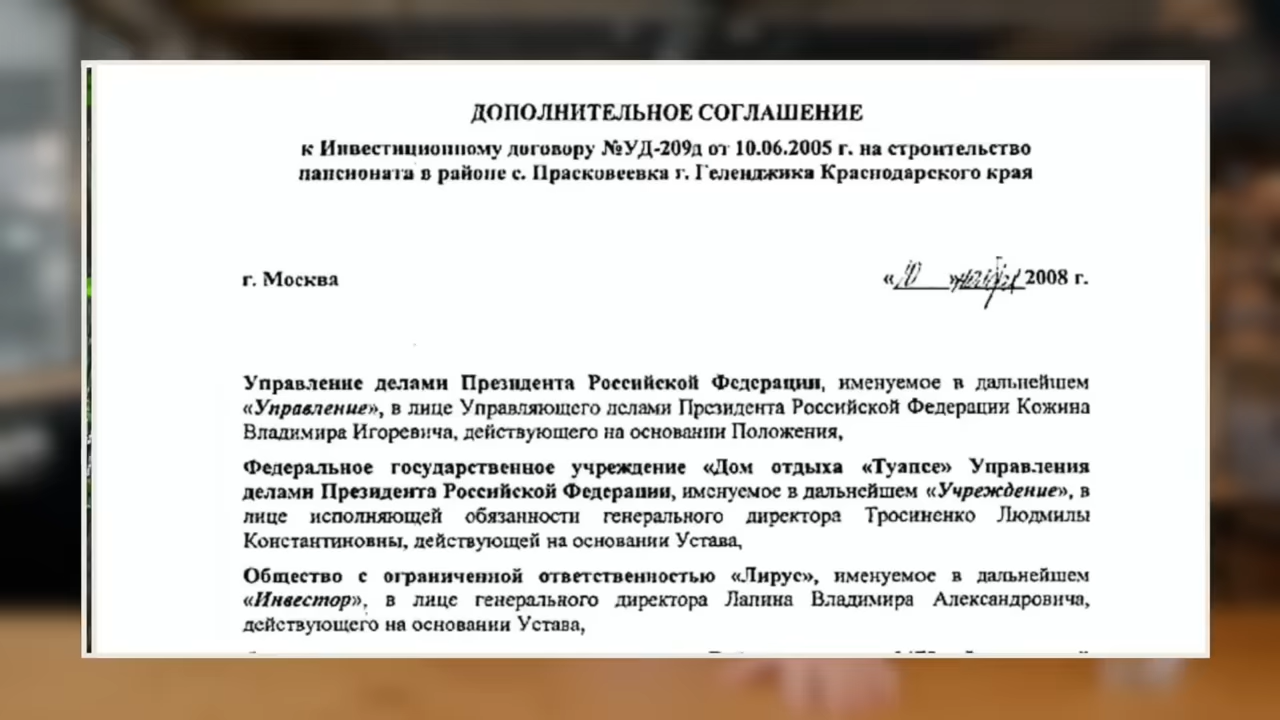 ДОПОЛНИТЕЛЬНОЕ СОГЛАШЕНИЕ
к Инвестиционному договору №УД-209д от 10.06.2005 г. на строительство
пансионата в районе с. Прасковеевка г. Геленджика Краснодарского края
г. Москва
«10 » 2008 г.
Управление делами Президента Российской Федерации, именуемое в дальнейшем
«Управление», в лице Управляющего делами Президента Российской Федерации Кожина
Владимира Игоревича, действующего на основании Положения,
Федеральное государственное учреждение «Дом отдыха «Туапсе» Управления
делами Президента Российской Федерации, именуемое в дальнейшем «Учреждение», в
лице исполняющей обязанности генерального директора Тросиненко Людмилы
Константиновны, действующей на основании Устава,
Общество с ограниченной ответственностью «Лирус», именуемое в дальнейшем
«Инвестор», в лице генерального директора Лапина Владимира Александровича,
действующего на основании Устава,